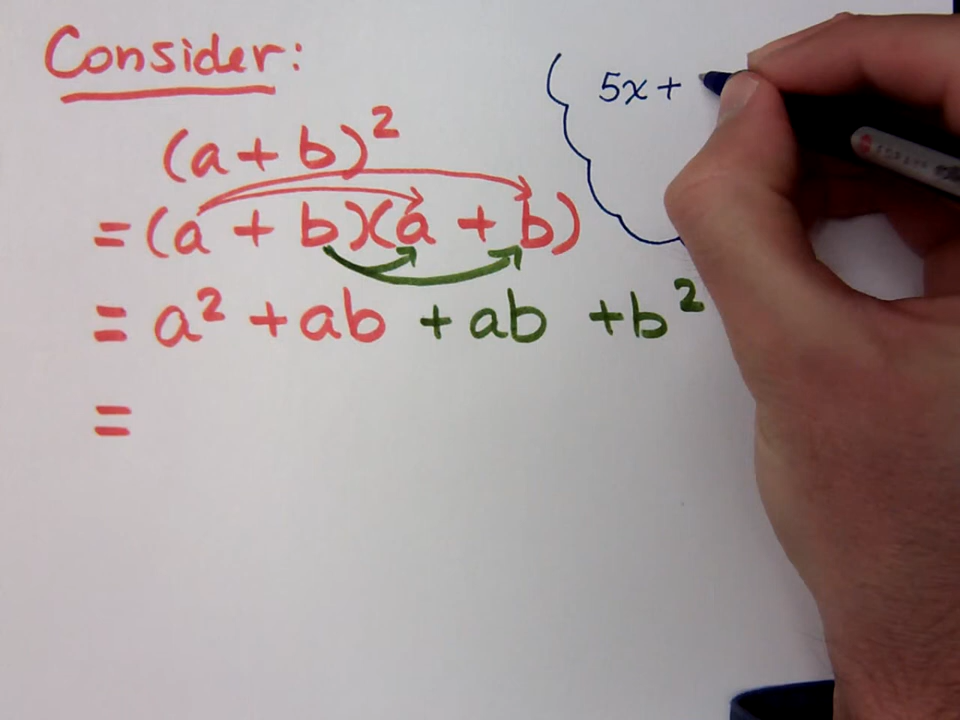 Consider:
5x +
(a + b)²
= (a + b)(a + b)
= a² + ab + ab + b²
=